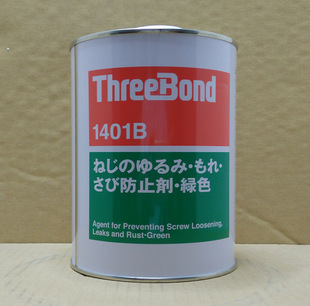 ThreeBond
1401B
ねじのゆるみ・もれ・
さび防止剤・緑色
Agent for Preventing Screw Loosening,
Leaks and Rust・Green